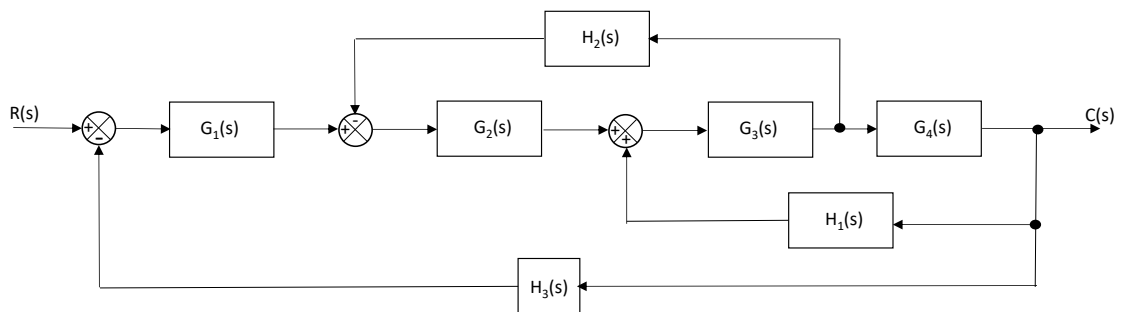 H₂(s)
R(s)
+
-
G₁(s)
+
-
G₂(s)
+
+
G₃(s)
G₄(s)
C(s)
H₁(s)
H₃(s)